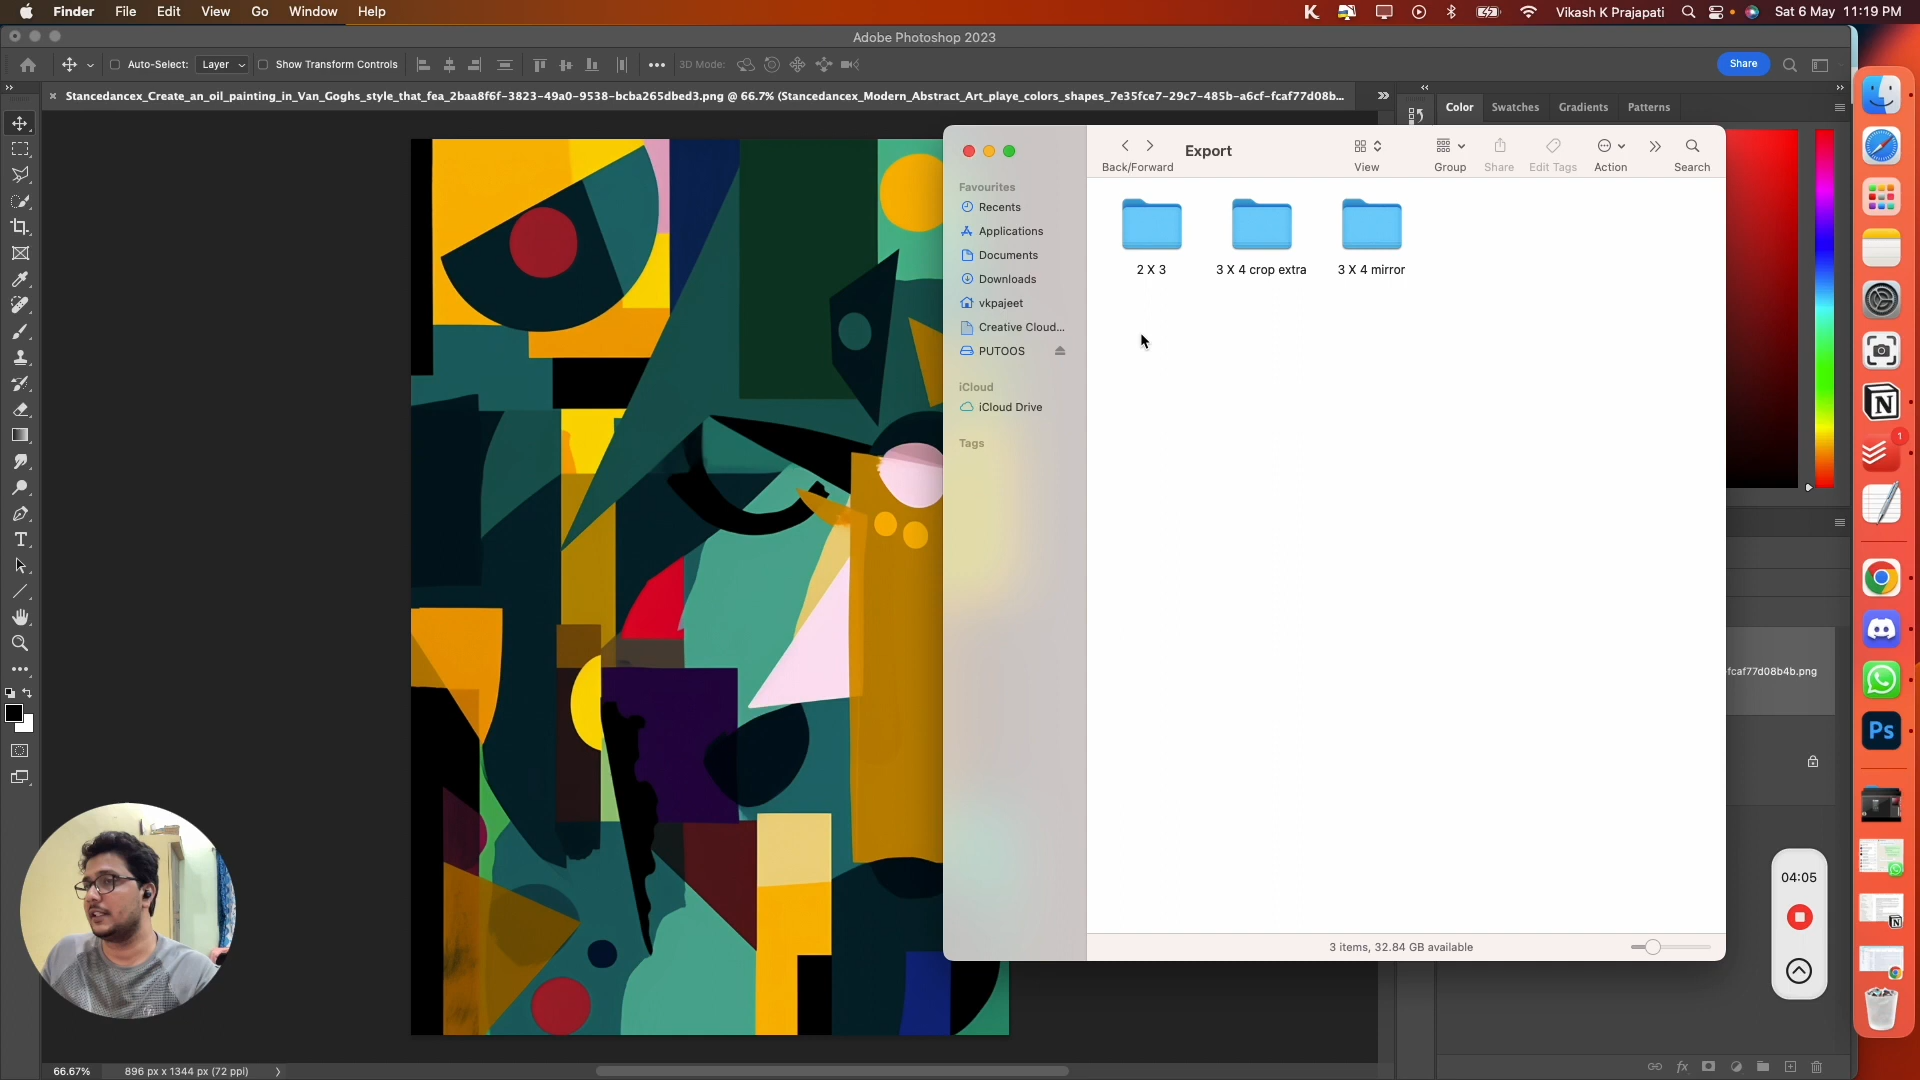 Finder File Edit View Go Window Help
Vikash K Prajapati Sat 6 May 11:19 PM
Adobe Photoshop 2023
Auto-Select: Layer Show Transform Controls 3D Mode: Share
Stancedancex_Create_an_oil_painting_in_Van_Goghs_style_that_fea_2baa8f6f-3823-49a0-9538-bcba265dbed3.png @ 66.7% (Stancedancex_Modern_Abstract_Art_playe_colors_shapes_7e35fce7-29c7-485b-a6cf-fcaf77d08b...
Color Swatches Gradients Patterns
Export
Back/Forward View Group Share Edit Tags Action Search
Favourites
Recents
Applications
Documents
Downloads
vkpajeet
Creative Cloud...
PUTOOS
iCloud
iCloud Drive
Tags
2 X 3
3 X 4 crop extra
3 X 4 mirror
3 items, 32.84 GB available
fcaf77d08b4b.png
1
Ps
04:05
66.67% 896 px x 1344 px (72 ppi)